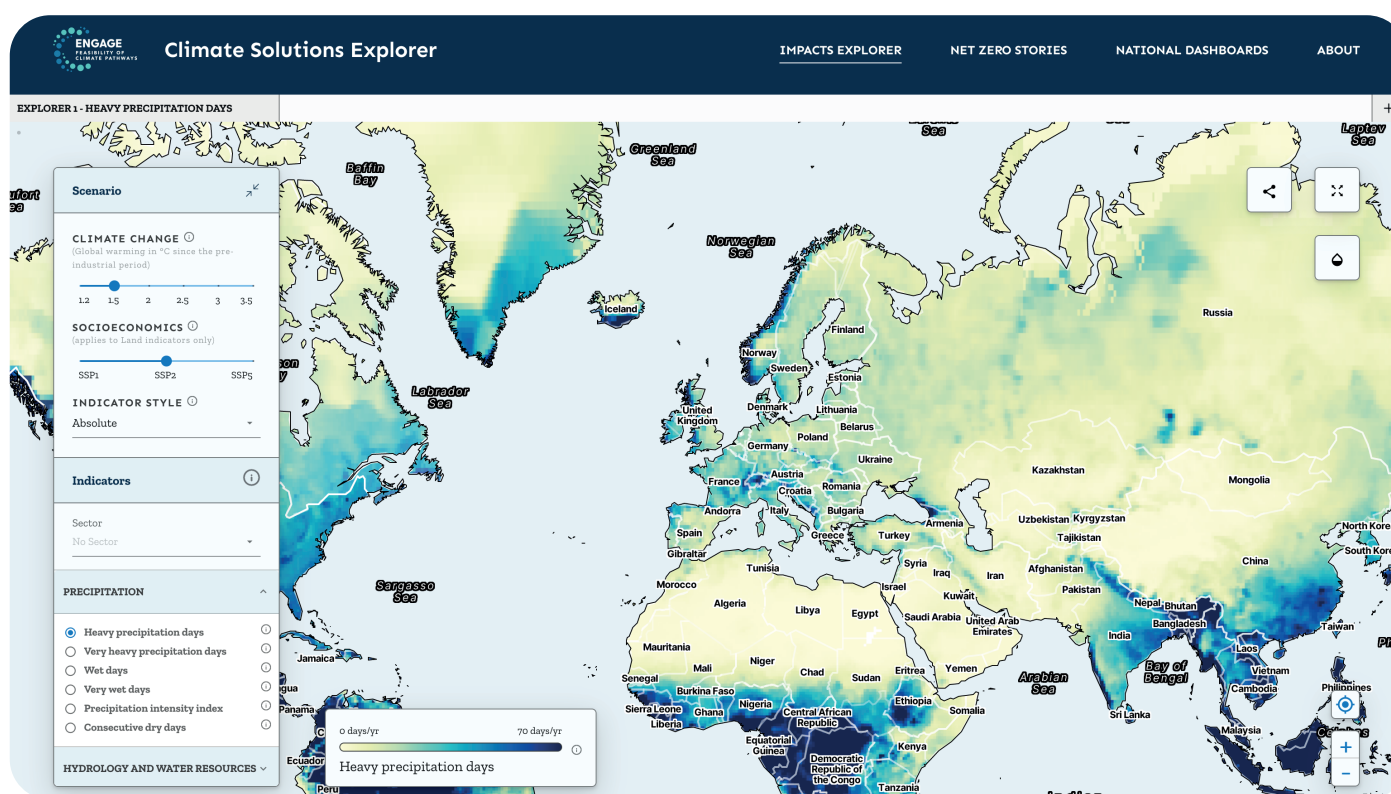 ENGAGE
FEASIBILITY OF
CLIMATE PATHWAYS
Climate Solutions Explorer
IMPACTS EXPLORER
NET ZERO STORIES
NATIONAL DASHBOARDS
ABOUT
EXPLORER 1 - HEAVY PRECIPITATION DAYS
+
Scenario
CLIMATE CHANGE
(Global warming in °C since the pre-
industrial period)
1.2 1.5 2 2.5 3 3.5
SOCIOECONOMICS
(applies to Land indicators only)
SSP1 SSP2 SSP5
INDICATOR STYLE
Absolute
Indicators
Sector
No Sector
PRECIPITATION
Heavy precipitation days
Very heavy precipitation days
Wet days
Very wet days
Precipitation intensity index
Consecutive dry days
HYDROLOGY AND WATER RESOURCES
0 days/yr 70 days/yr
Heavy precipitation days
Baffin
Bay
Greenland
Sea
Sea
Laptev
Sea
Norwegian
Sea
Labrador
Sea
Sargasso
Sea
Arabian
Sea
Bay of
Bengal
Iceland
Norway
Sweden
Finland
Estonia
Russia
United
Kingdom
Denmark
Lithuania
Belarus
Germany
Poland
Ukraine
France
Austria
Croatia
Romania
Andorra
Italy
Bulgaria
Spain
Gibraltar
Greece
Turkey
Armenia
Kazakhstan
Mongolia
Uzbekistan
Kyrgyzstan
Tajikistan
China
North Kore
South Kore
Tunisia
Morocco
Algeria
Libya
Egypt
Israel
Syria
Iraq
Iran
Kuwait
Afghanistan
Pakistan
Saudi Arabia
United Arab
Emirates
Nepal
Bhutan
Bangladesh
India
Taiwan
Laos
Vietnam
Cambodia
Philippines
Sri Lanka
Malaysia
Mauritania
Mali
Niger
Chad
Sudan
Eritrea
Yemen
Senegal
Burkina Faso
Sierra Leone
Liberia
Ghana
Nigeria
Central African
Republic
Ethiopia
Somalia
Equatorial
Guinea
Democratic
Republic of
the Congo
Kenya
Tanzania
Jamaica
Panama
Ecuador
Peru